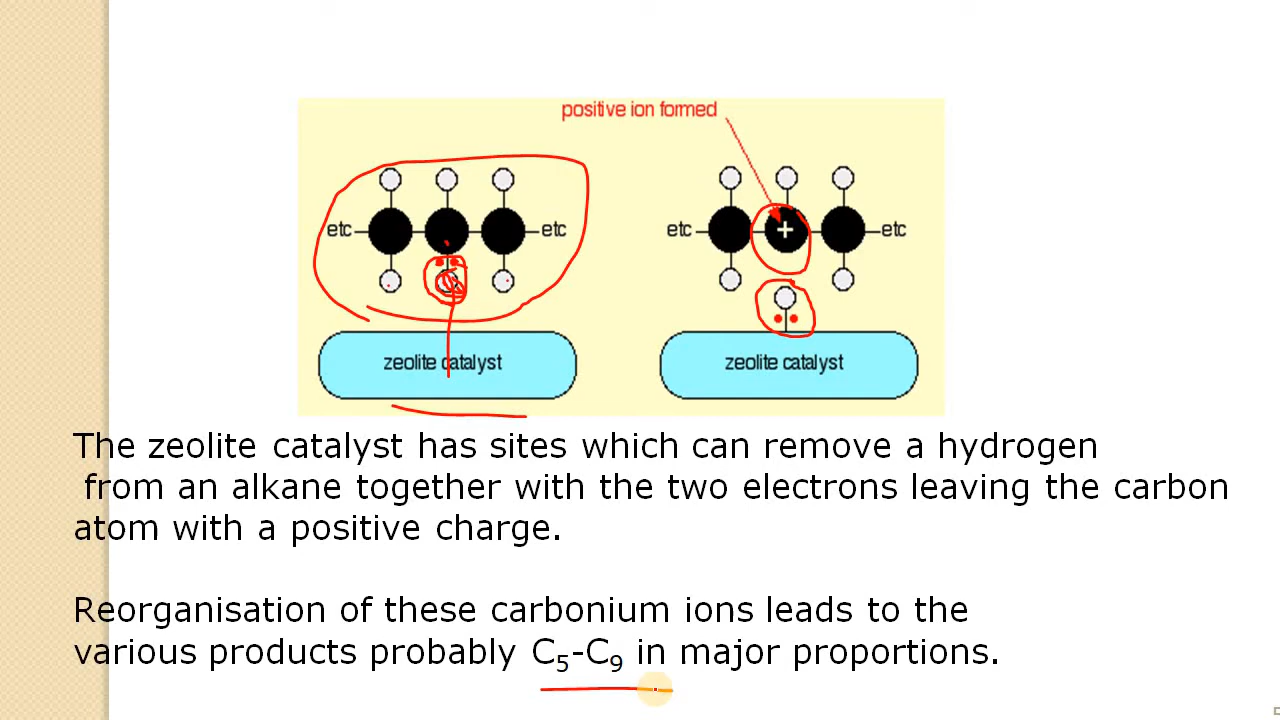 positive ion formed
etc etc etc etc
+
zeolite catalyst zeolite catalyst
The zeolite catalyst has sites which can remove a hydrogen
from an alkane together with the two electrons leaving the carbon
atom with a positive charge.
Reorganisation of these carbonium ions leads to the
various products probably C₅-C₉ in major proportions.